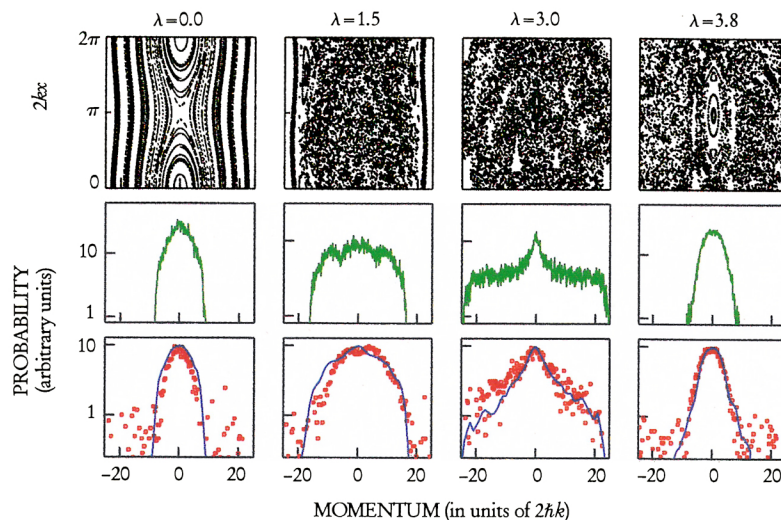 λ=0.0 λ=1.5 λ=3.0 λ=3.8
2π
π
0
2kx
10
1
PROBABILITY
(arbitrary units)
10
1
−20 0 20 −20 0 20 −20 0 20 −20 0 20
MOMENTUM (in units of 2ħk)